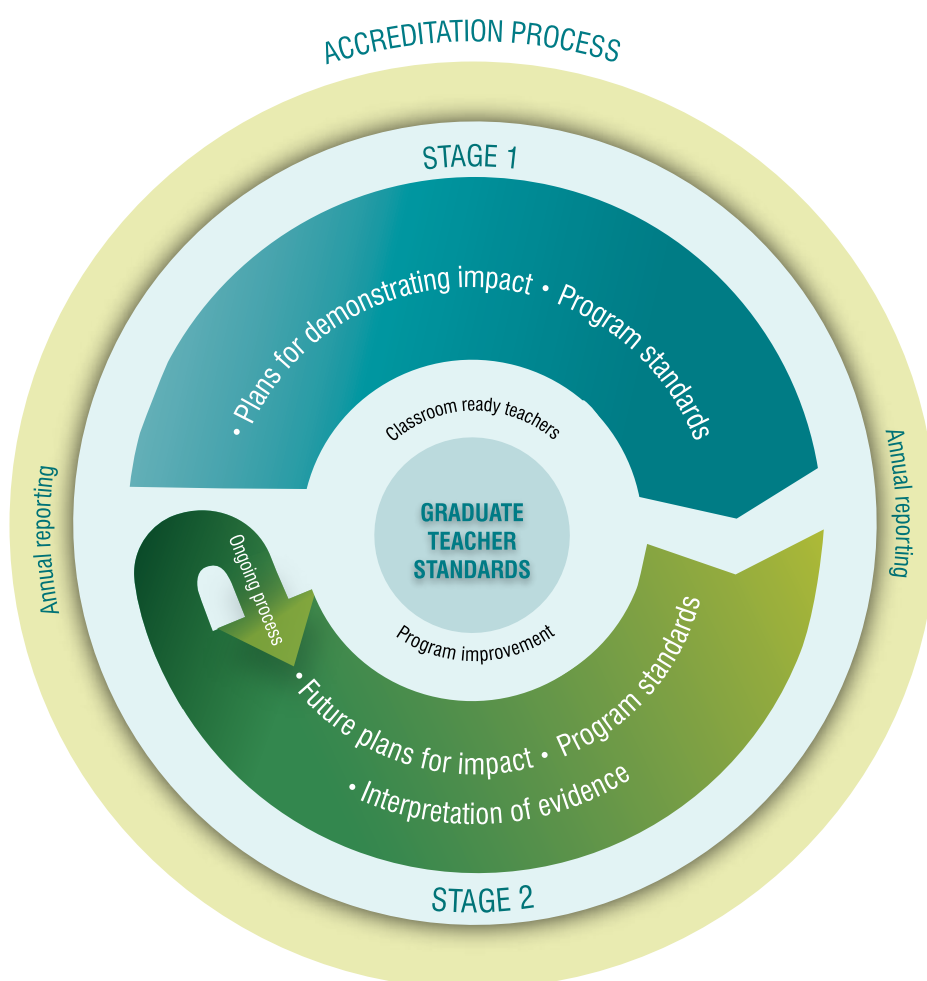 ACCREDITATION PROCESS
STAGE 1
• Plans for demonstrating impact • Program standards
Classroom ready teachers
GRADUATE
TEACHER
STANDARDS
Program improvement
Annual reporting
Annual reporting
Ongoing process
• Future plans for impact • Program standards
• Interpretation of evidence
STAGE 2